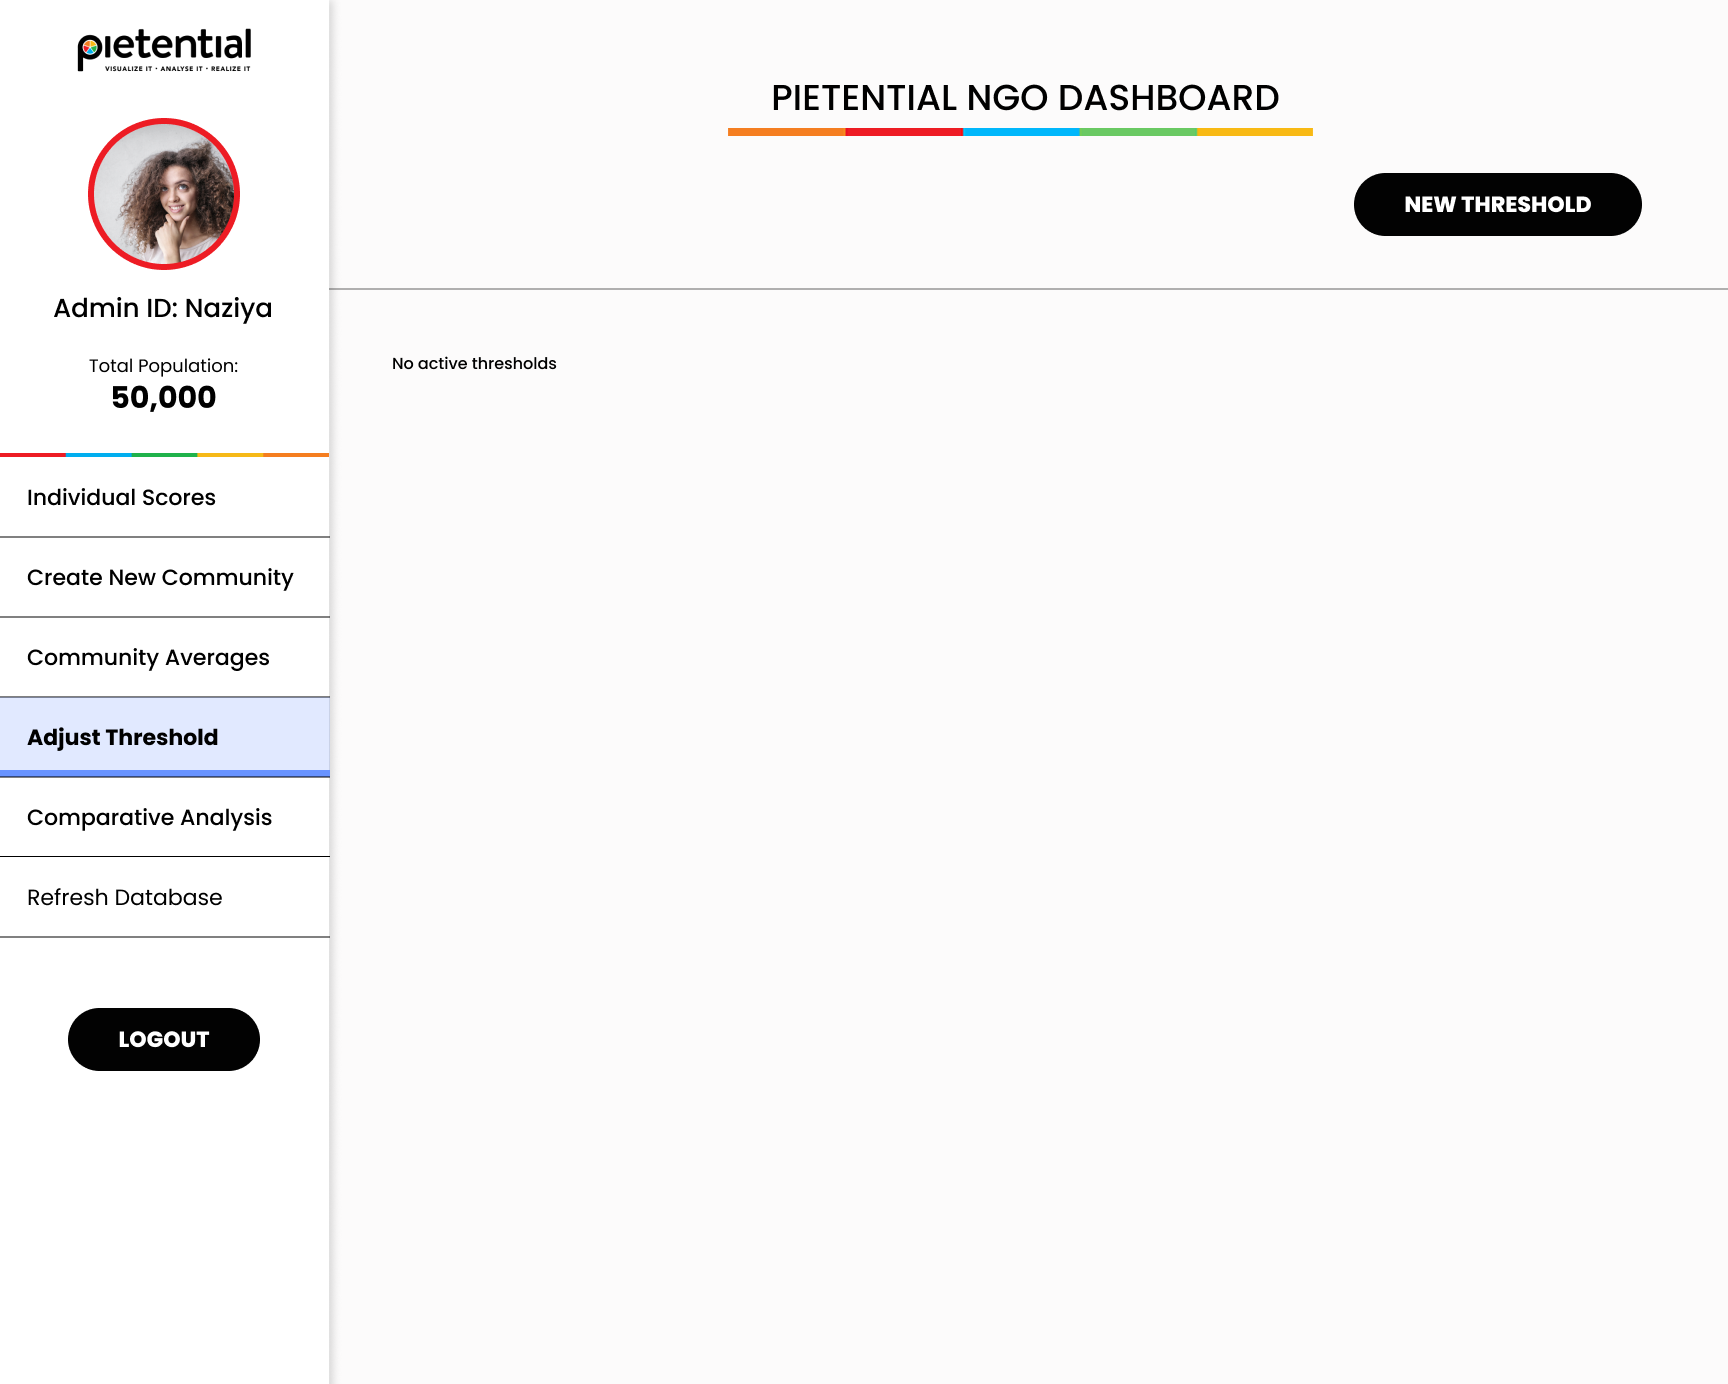 pietential
VISUALIZE IT • ANALYSE IT • REALIZE IT
Admin ID: Naziya
Total Population:
50,000
Individual Scores
Create New Community
Community Averages
Adjust Threshold
Comparative Analysis
Refresh Database
LOGOUT
PIETENTIAL NGO DASHBOARD
NEW THRESHOLD
No active thresholds